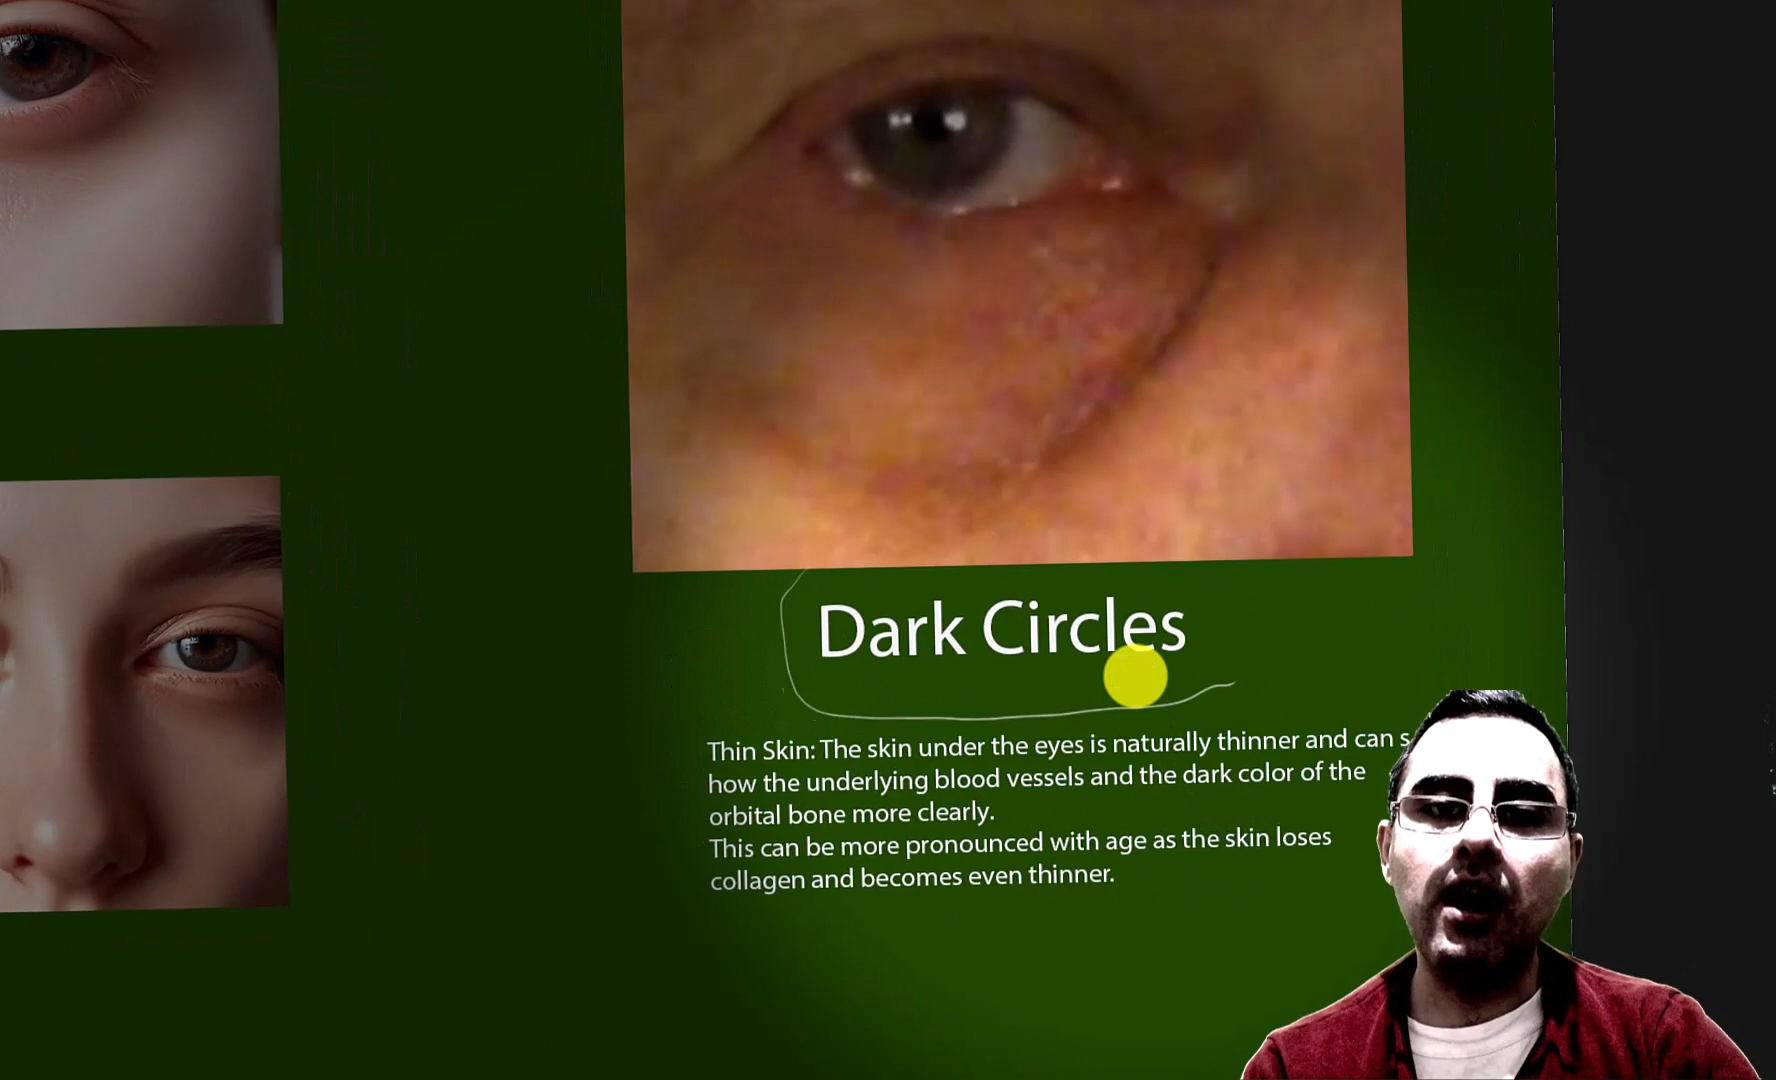 Dark Circles
Thin Skin: The skin under the eyes is naturally thinner and can s
how the underlying blood vessels and the dark color of the
orbital bone more clearly.
This can be more pronounced with age as the skin loses
collagen and becomes even thinner.